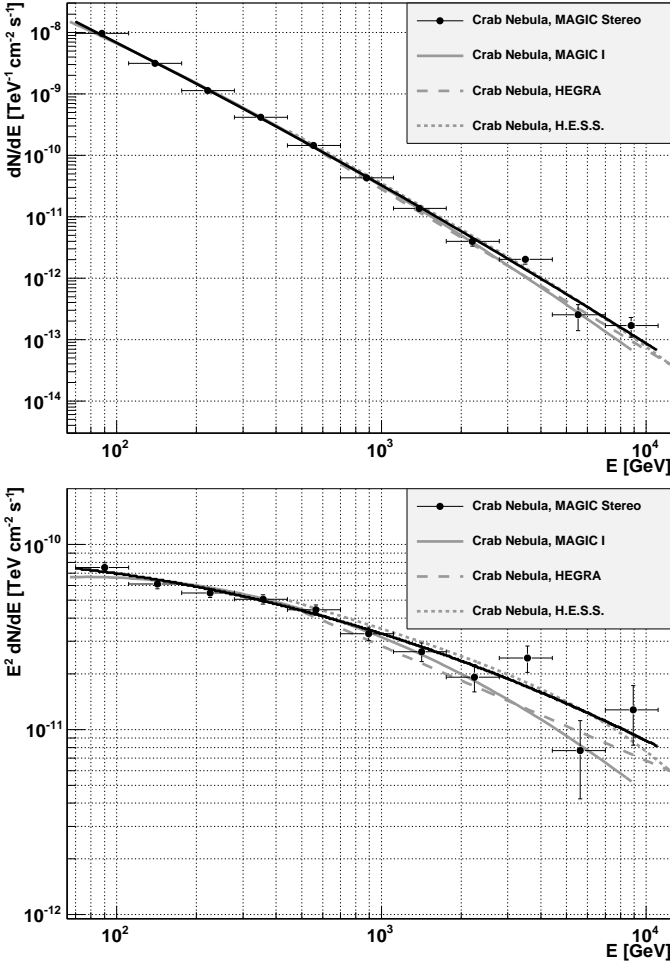 dN/dE [TeV⁻¹ cm⁻² s⁻¹]
10⁻⁸
10⁻⁹
10⁻¹⁰
10⁻¹¹
10⁻¹²
10⁻¹³
10⁻¹⁴
Crab Nebula, MAGIC Stereo
Crab Nebula, MAGIC I
Crab Nebula, HEGRA
Crab Nebula, H.E.S.S.
10² 10³ 10⁴
E [GeV]
E² dN/dE [TeV cm⁻² s⁻¹]
10⁻¹⁰
10⁻¹¹
10⁻¹²
Crab Nebula, MAGIC Stereo
Crab Nebula, MAGIC I
Crab Nebula, HEGRA
Crab Nebula, H.E.S.S.
10² 10³ 10⁴
E [GeV]